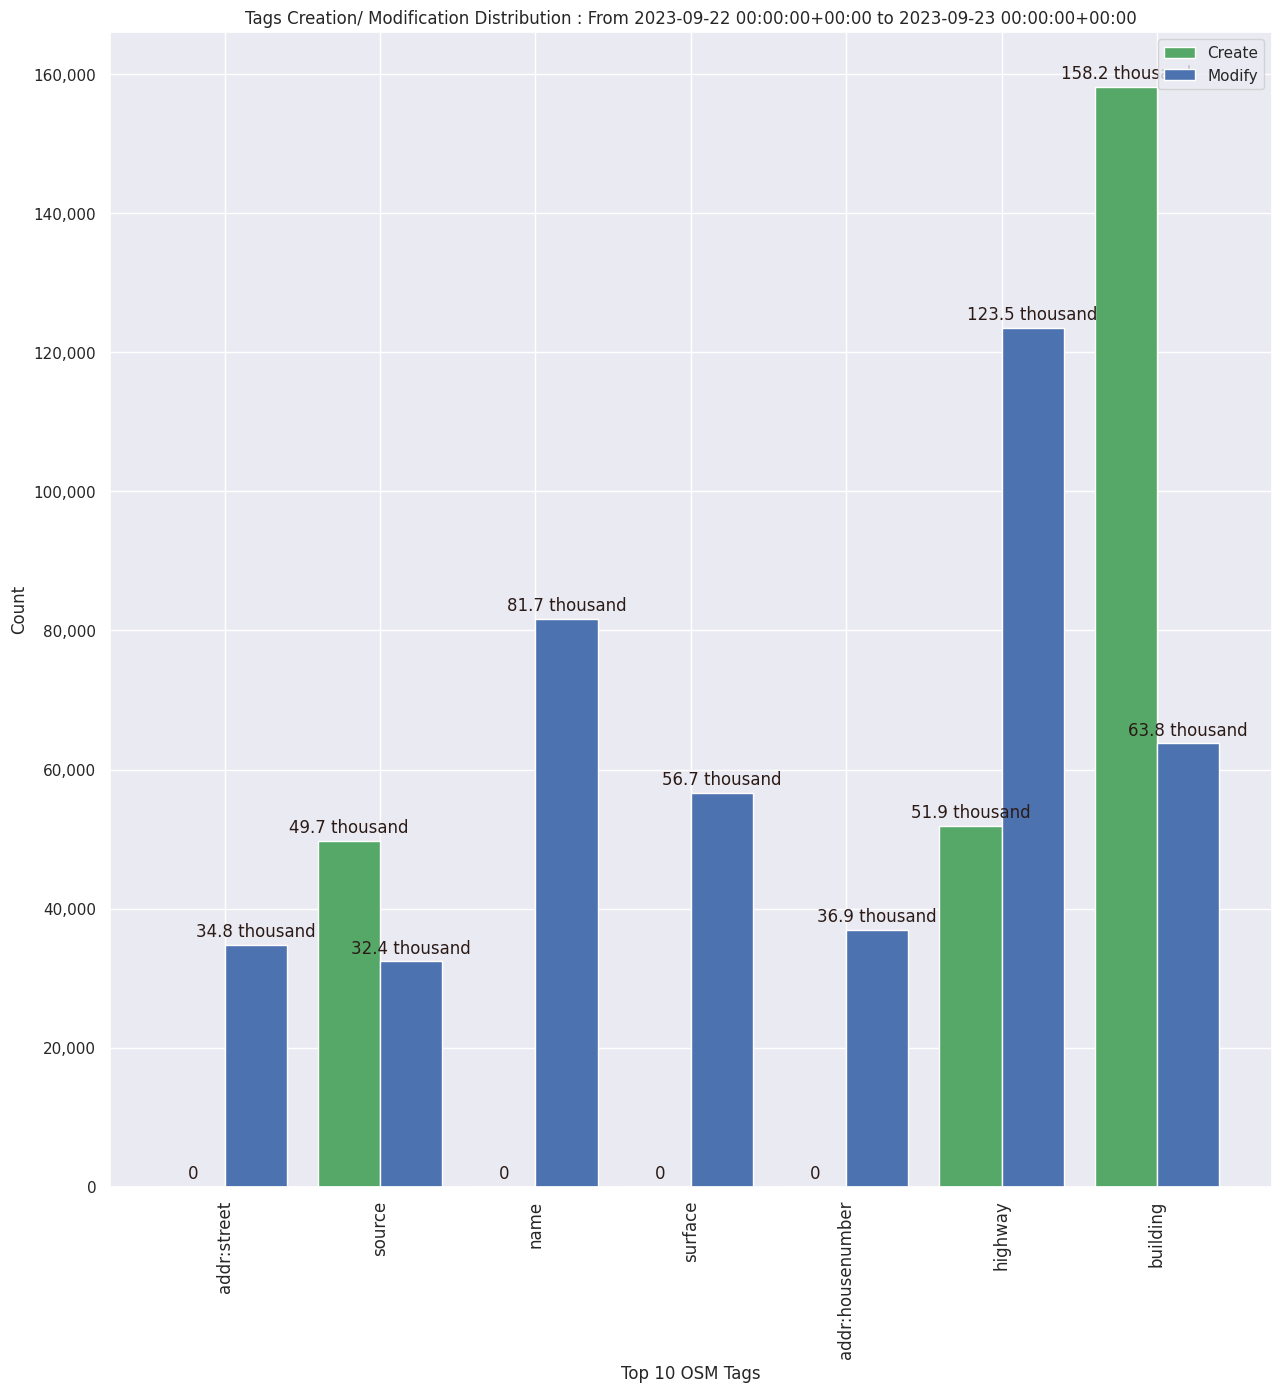 Tags Creation/ Modification Distribution : From 2023-09-22 00:00:00+00:00 to 2023-09-23 00:00:00+00:00
Create
Modify
160,000
140,000
120,000
100,000
80,000
60,000
40,000
20,000
0
Count
0
34.8 thousand
49.7 thousand
32.4 thousand
0
81.7 thousand
0
56.7 thousand
0
36.9 thousand
51.9 thousand
123.5 thousand
158.2 thousand
63.8 thousand
addr:street
source
name
surface
addr:housenumber
highway
building
Top 10 OSM Tags